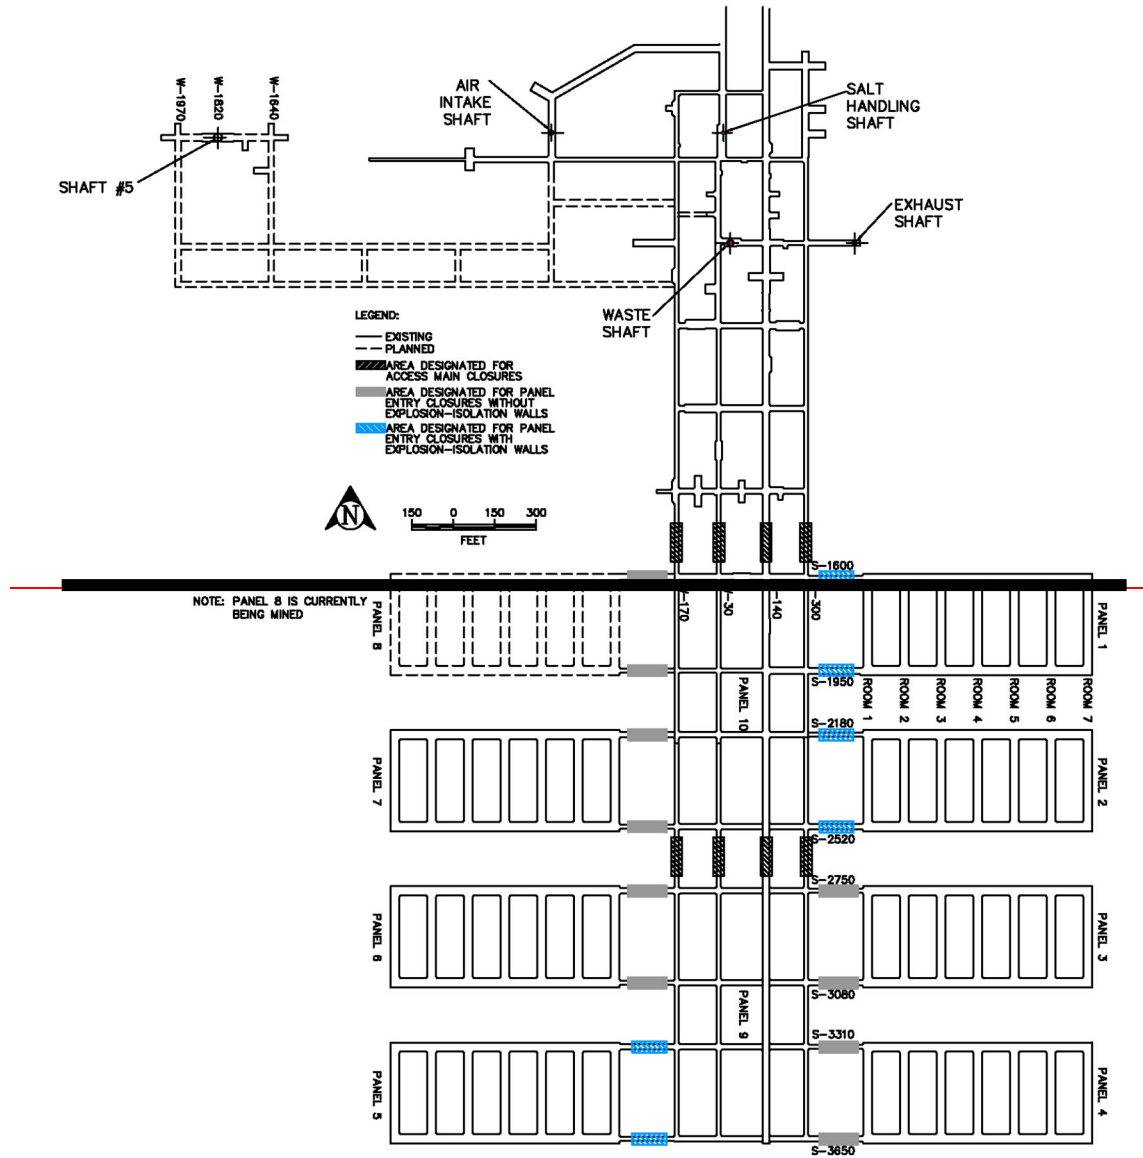 W-1970
W-1820
W-1640
AIR
INTAKE
SHAFT
SALT
HANDLING
SHAFT
SHAFT #5
EXHAUST
SHAFT
WASTE
SHAFT
LEGEND:
EXISTING
PLANNED
AREA DESIGNATED FOR
ACCESS MAIN CLOSURES
AREA DESIGNATED FOR PANEL
ENTRY CLOSURES WITHOUT
EXPLOSION-ISOLATION WALLS
AREA DESIGNATED FOR PANEL
ENTRY CLOSURES WITH
EXPLOSION-ISOLATION WALLS
N
150 0 150 300
FEET
S-1600
NOTE: PANEL 8 IS CURRENTLY
BEING MINED
PANEL 8
-170
-30
-140
-300
PANEL 1
S-1950
ROOM 1
ROOM 2
ROOM 3
ROOM 4
ROOM 5
ROOM 6
ROOM 7
PANEL 10
S-2180
PANEL 7
PANEL 2
S-2520
S-2750
PANEL 6
PANEL 3
S-3080
PANEL 9
S-3310
PANEL 5
PANEL 4
S-3650